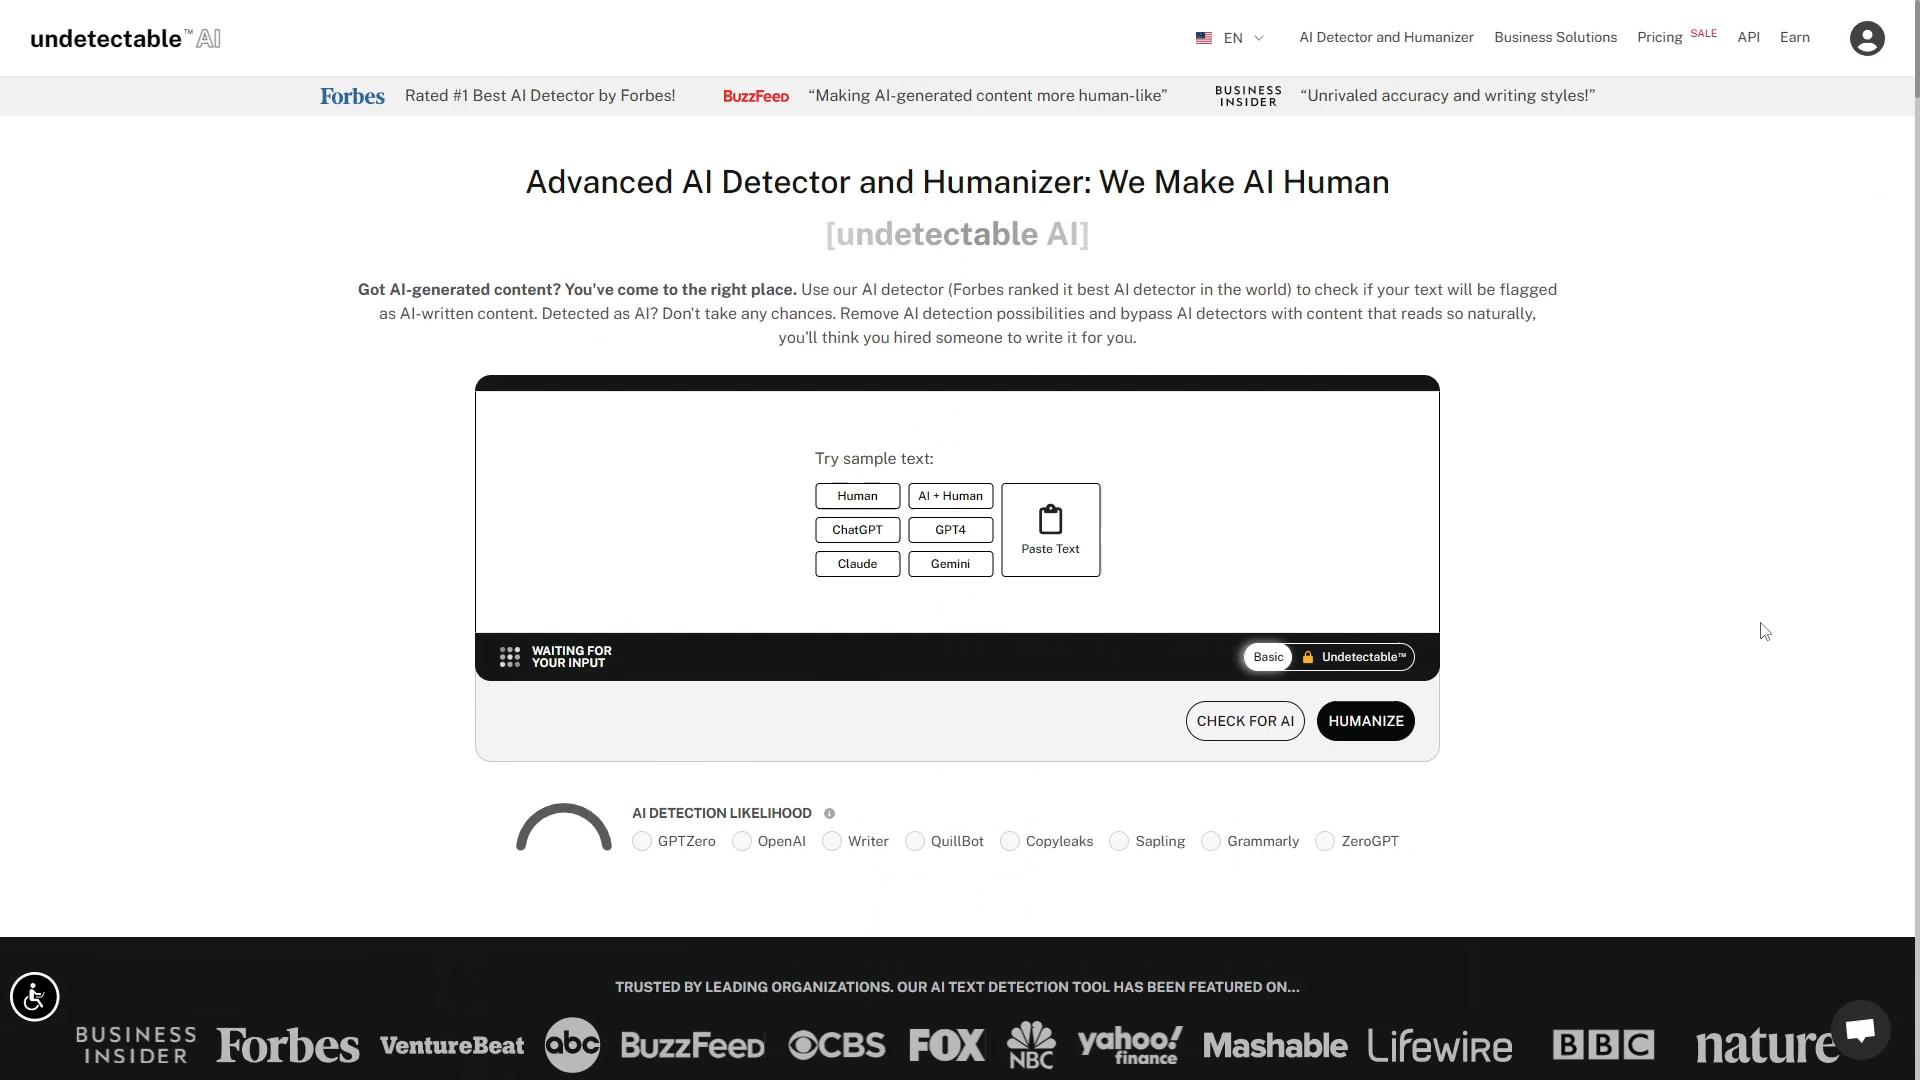 undetectable™ AI
EN
AI Detector and Humanizer
Business Solutions
Pricing SALE
API
Earn
Forbes Rated #1 Best AI Detector by Forbes!
BuzzFeed “Making AI-generated content more human-like”
BUSINESS INSIDER “Unrivaled accuracy and writing styles!”
Advanced AI Detector and Humanizer: We Make AI Human
[undetectable AI]
Got AI-generated content? You've come to the right place. Use our AI detector (Forbes ranked it best AI detector in the world) to check if your text will be flagged
as AI-written content. Detected as AI? Don't take any chances. Remove AI detection possibilities and bypass AI detectors with content that reads so naturally,
you'll think you hired someone to write it for you.
Try sample text:
Human
AI + Human
ChatGPT
GPT4
Claude
Gemini
Paste Text
WAITING FOR
YOUR INPUT
Basic
Undetectable™
CHECK FOR AI
HUMANIZE
AI DETECTION LIKELIHOOD
GPTZero
OpenAI
Writer
QuillBot
Copyleaks
Sapling
Grammarly
ZeroGPT
TRUSTED BY LEADING ORGANIZATIONS. OUR AI TEXT DETECTION TOOL HAS BEEN FEATURED ON...
BUSINESS
INSIDER
Forbes
VentureBeat
abc
BuzzFeed
CBS
FOX
NBC
yahoo!
finance
Mashable
Lifewire
BBC
nature